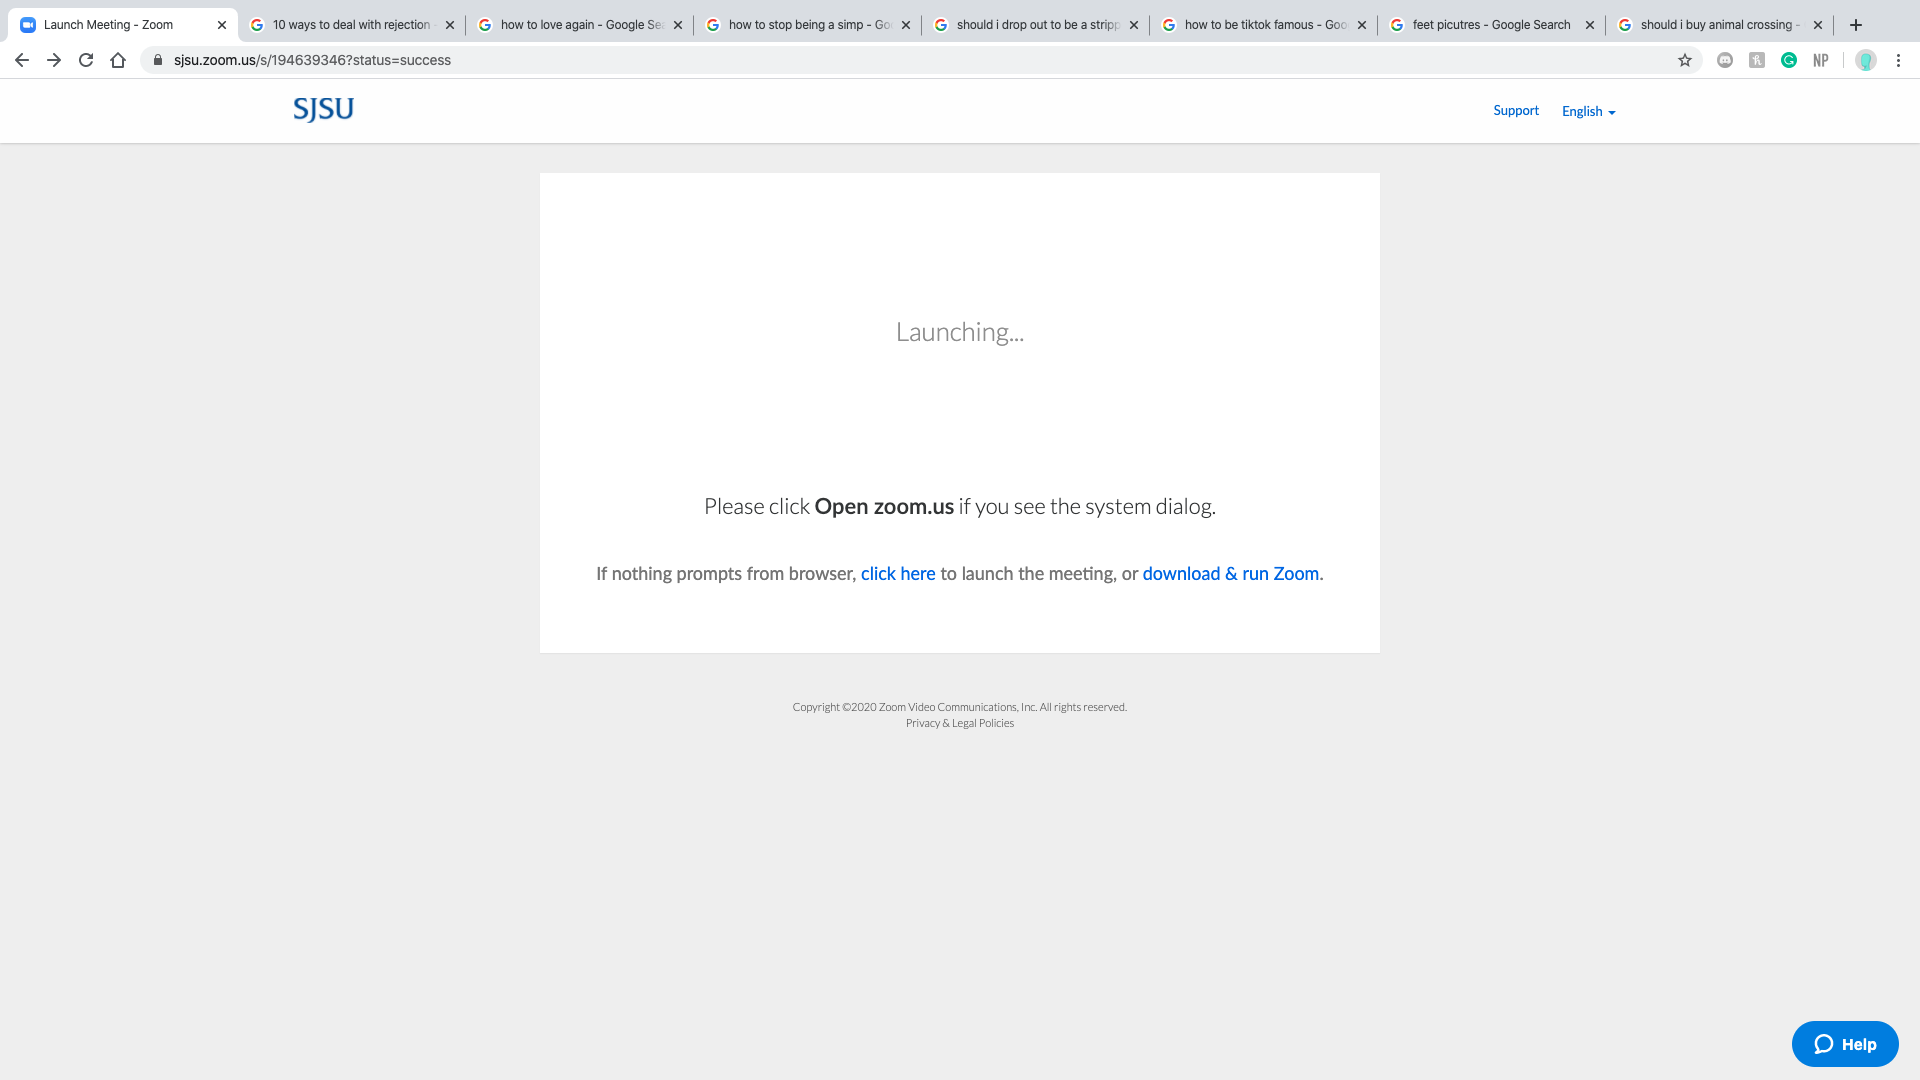 Launch Meeting - Zoom
10 ways to deal with rejection
how to love again - Google Se
how to stop being a simp - Go
should i drop out to be a stripp
how to be tiktok famous - Goo
feet picutres - Google Search
should i buy animal crossing -
sjsu.zoom.us/s/194639346?status=success
NP
SJSU
Support
English
Launching...
Please click Open zoom.us if you see the system dialog.
If nothing prompts from browser, click here to launch the meeting, or download & run Zoom.
Copyright ©2020 Zoom Video Communications, Inc. All rights reserved.
Privacy & Legal Policies
Help